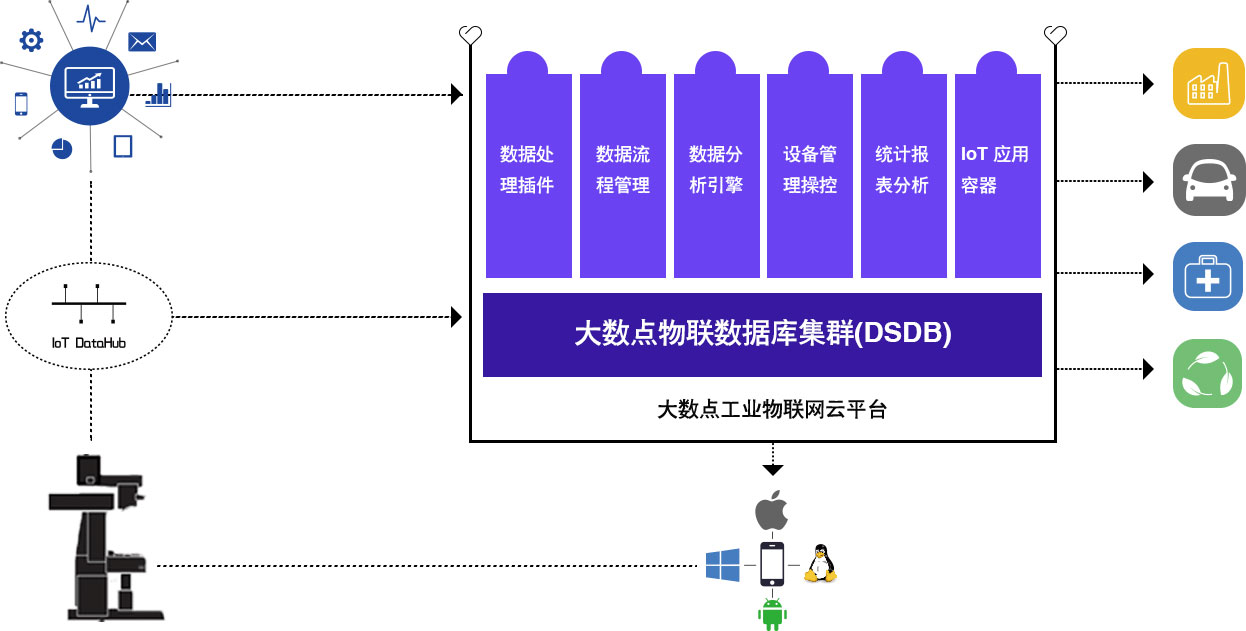 数据处
理插件
数据流
程管理
数据分
析引擎
设备管
理操控
统计报
表分析
IoT 应用
容器
IoT DataHub
大数点物联数据库集群(DSDB)
大数点工业物联网云平台